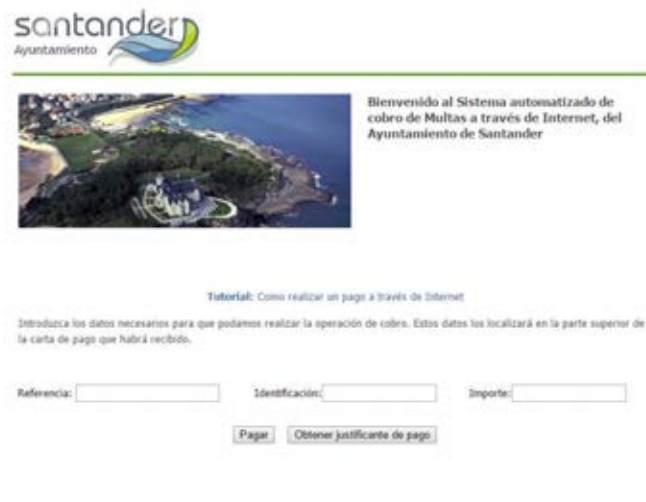 santander
Ayuntamiento
Bienvenido al Sistema automatizado de
cobro de Multas a través de Internet, del
Ayuntamiento de Santander
Tutorial: Como realizar un pago a través de Internet
Introduzca los datos necesarios para que podamos realizar la operación de cobro. Estos datos los localizará en la parte superior de
la carta de pago que habrá recibido.
Referencia: Identificación: Importe:
Pagar Obtener justificante de pago